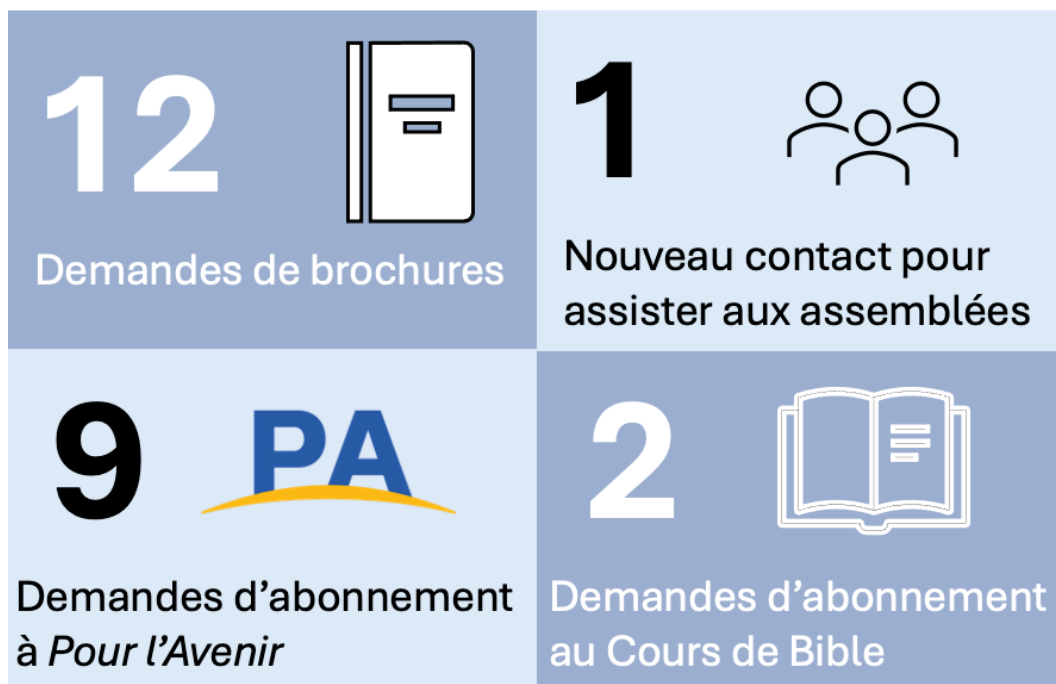 12
Demandes de brochures
1
Nouveau contact pour
assister aux assemblées
9
PA
Demandes d’abonnement
à Pour l’Avenir
2
Demandes d’abonnement
au Cours de Bible